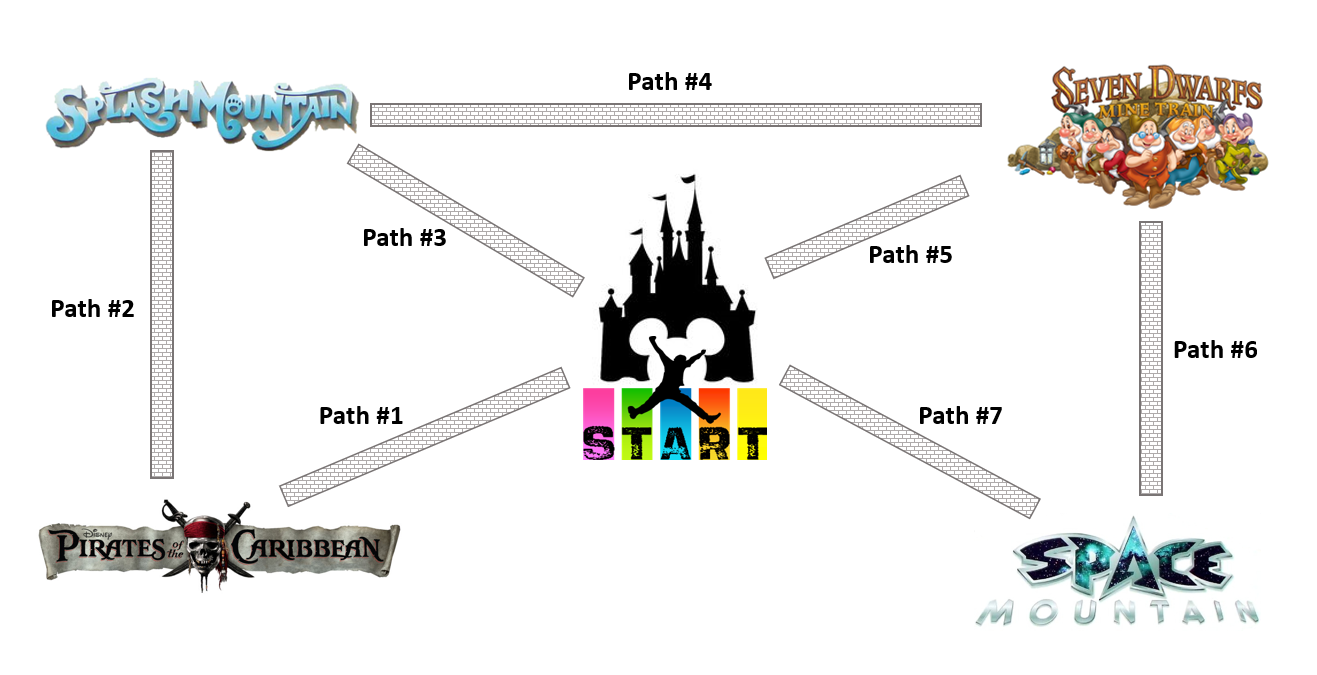 Path #4
SPLASH MOUNTAIN
SEVEN DWARFS
MINE TRAIN
Path #3
Path #5
Path #2
Path #6
Path #1
Path #7
START
DISNEY
PIRATES of the CARIBBEAN
SPACE
MOUNTAIN